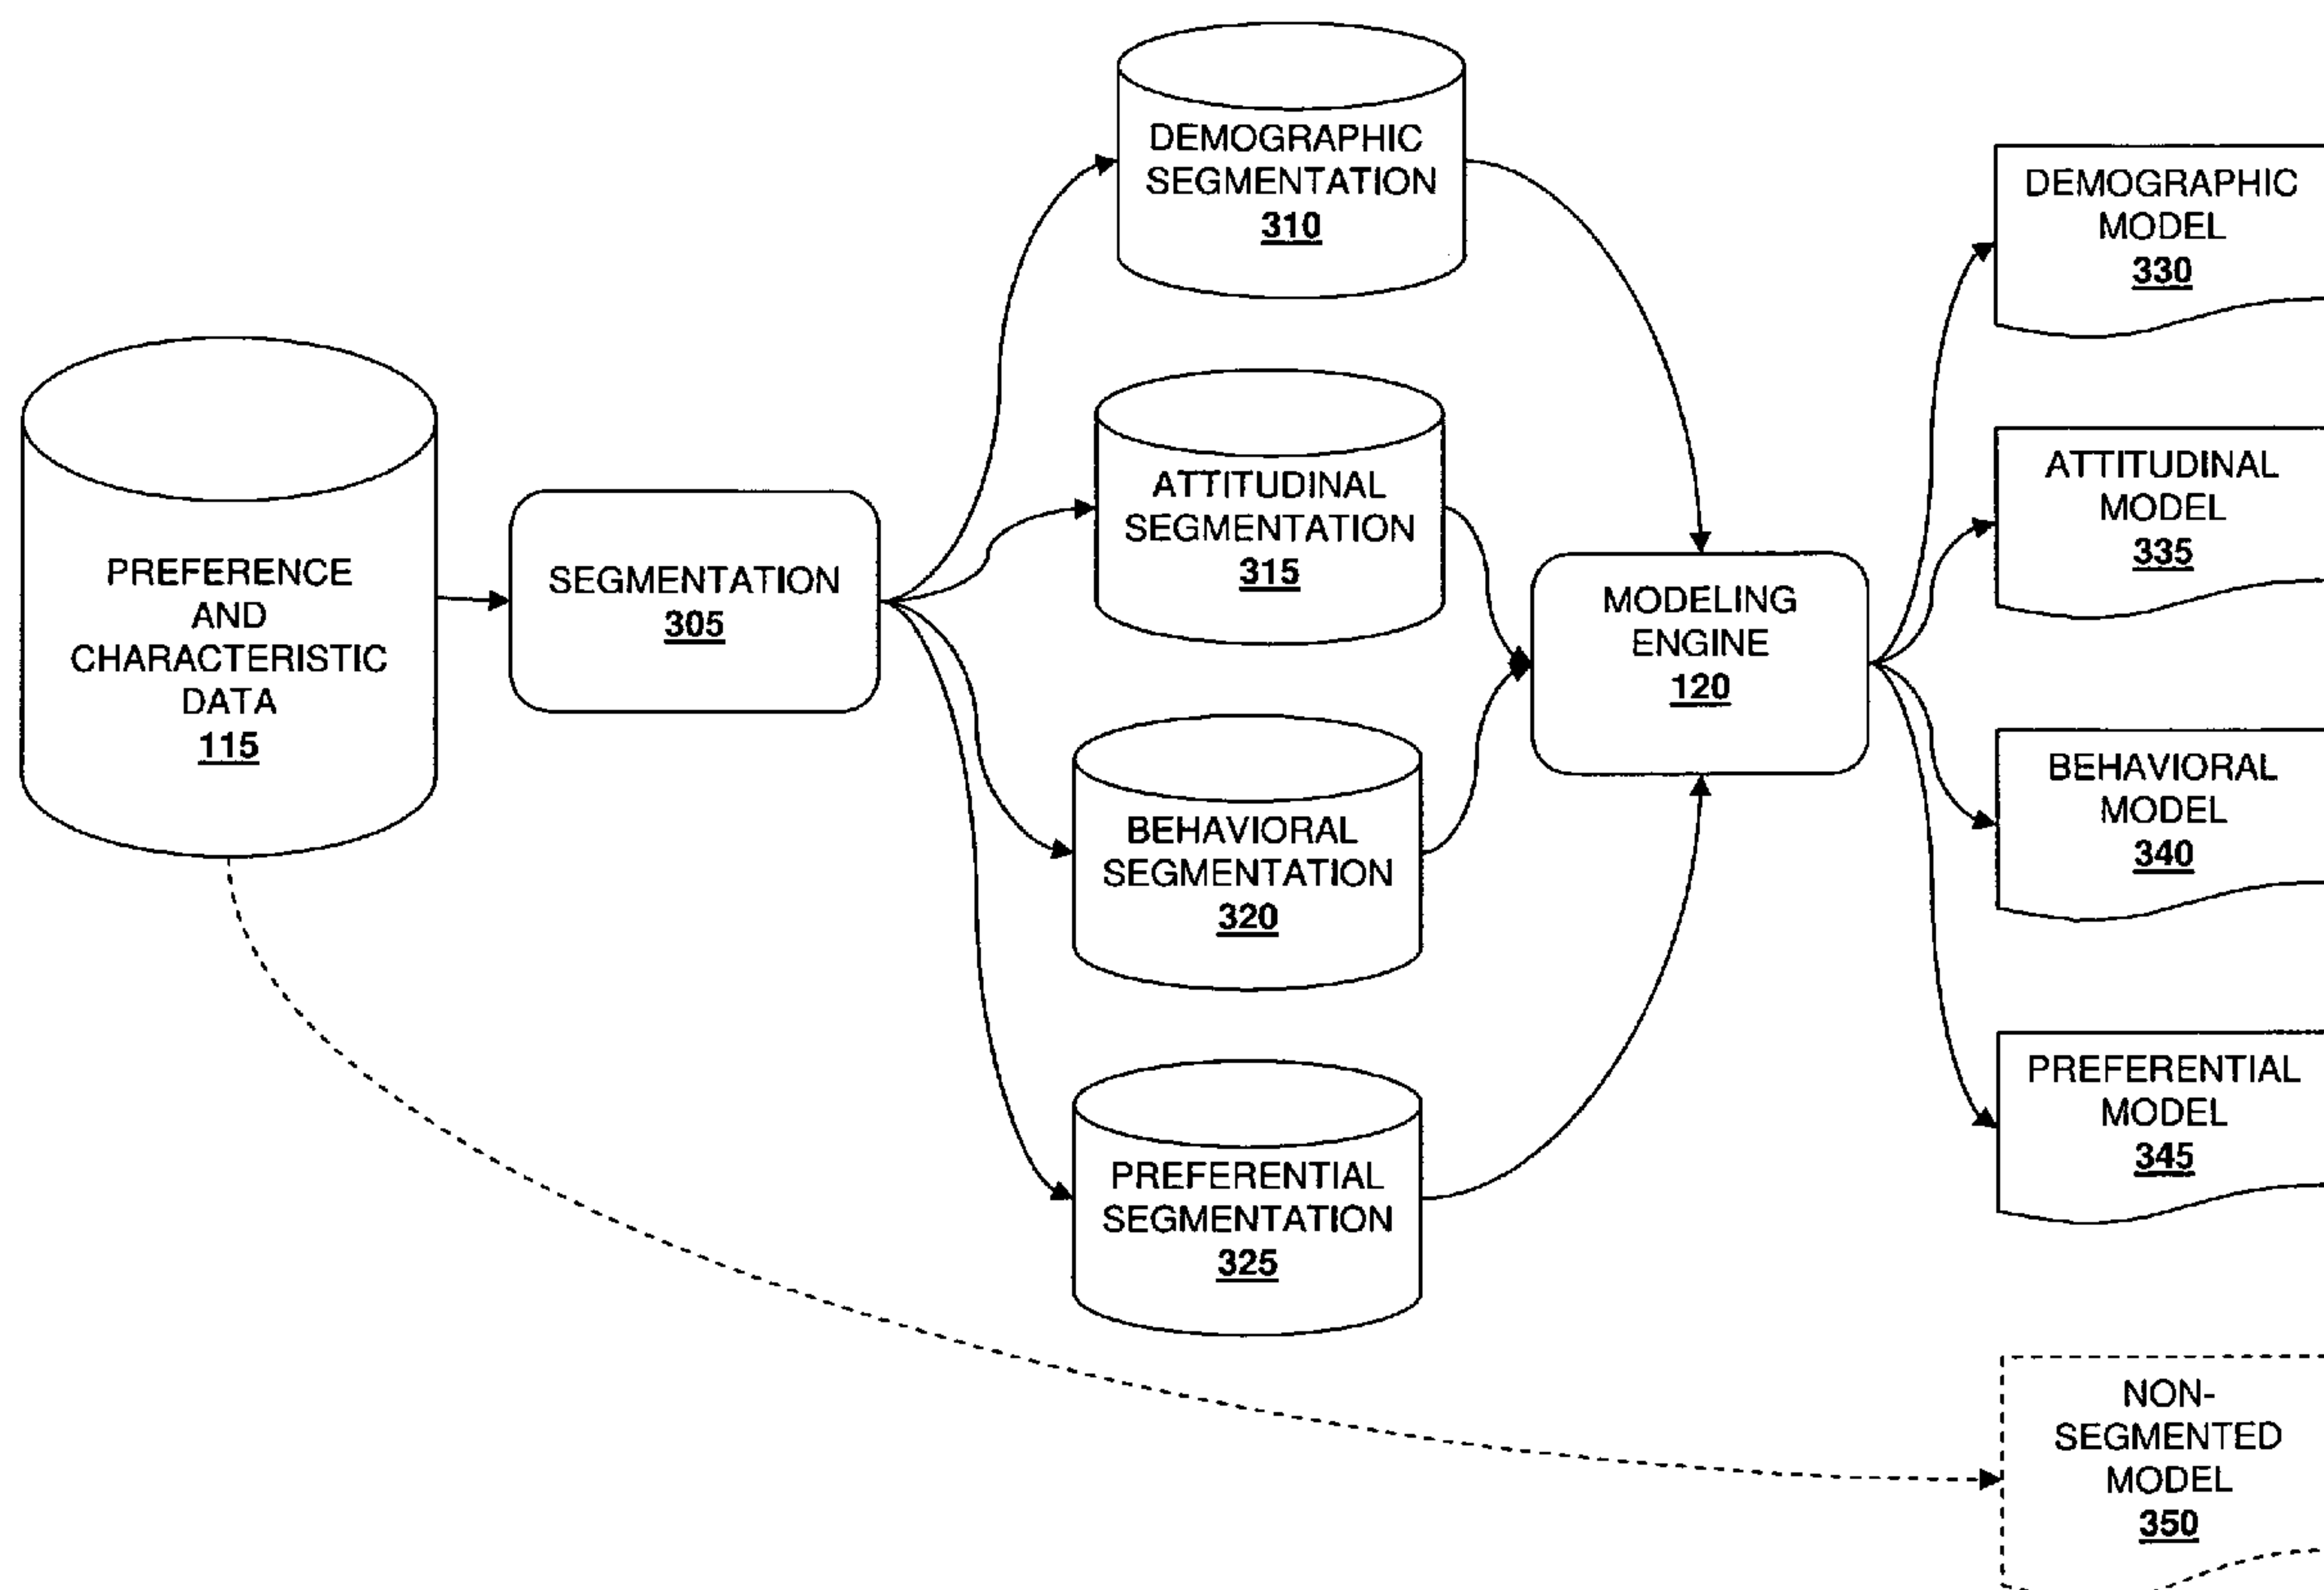 PREFERENCE
AND
CHARACTERISTIC
DATA
115
SEGMENTATION
305
DEMOGRAPHIC
SEGMENTATION
310
ATTITUDINAL
SEGMENTATION
315
BEHAVIORAL
SEGMENTATION
320
PREFERENTIAL
SEGMENTATION
325
MODELING
ENGINE
120
DEMOGRAPHIC
MODEL
330
ATTITUDINAL
MODEL
335
BEHAVIORAL
MODEL
340
PREFERENTIAL
MODEL
345
NON-
SEGMENTED
MODEL
350